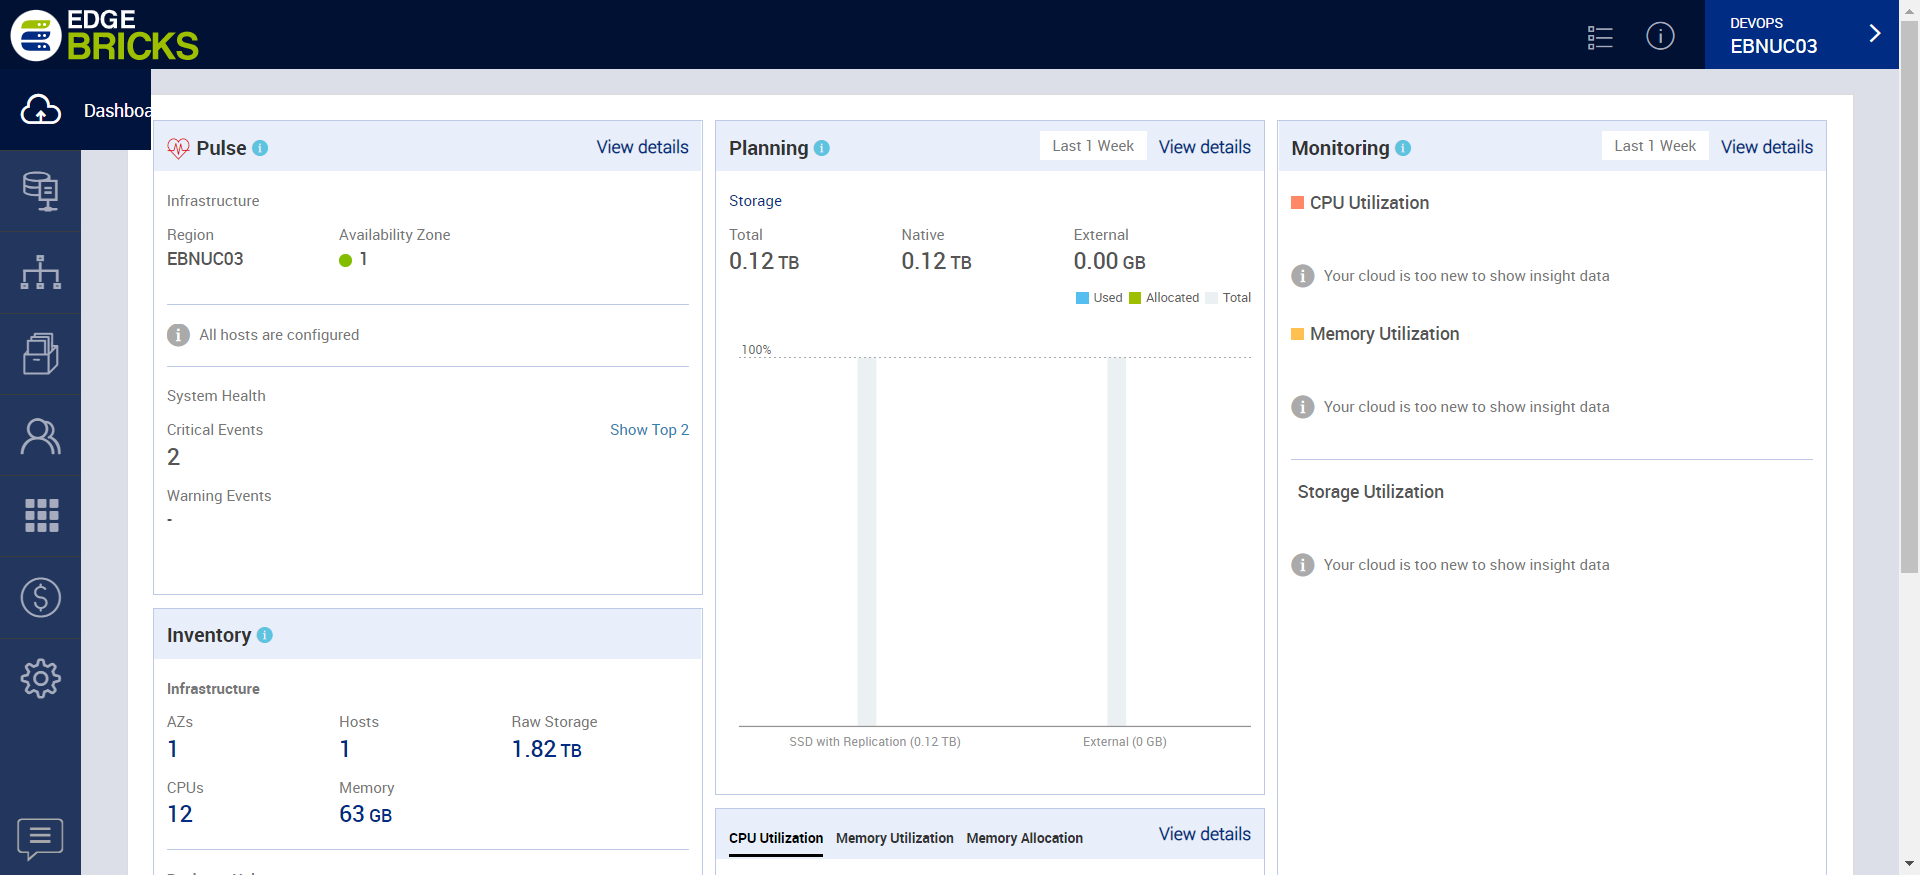 EDGE
BRICKS
DEVOPS
EBNUC03
Dashboa
Pulse
View details
Infrastructure
Region
Availability Zone
EBNUC03
1
All hosts are configured
System Health
Critical Events
Show Top 2
2
Warning Events
-
Inventory
Infrastructure
AZs
Hosts
Raw Storage
1
1
1.82 TB
CPUs
Memory
12
63 GB
Planning
Last 1 Week
View details
Storage
Total
Native
External
0.12 TB
0.12 TB
0.00 GB
Used
Allocated
Total
100%
SSD with Replication (0.12 TB)
External (0 GB)
CPU Utilization
Memory Utilization
Memory Allocation
View details
Monitoring
Last 1 Week
View details
CPU Utilization
Your cloud is too new to show insight data
Memory Utilization
Your cloud is too new to show insight data
Storage Utilization
Your cloud is too new to show insight data